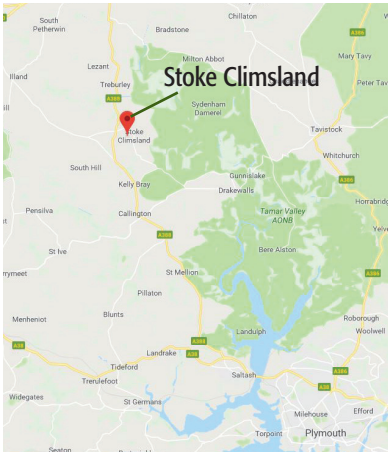 South
Petherwin
Chillaton
Bradstone
Mary Tavy
Lezant
Milton Abbot
Illand
Treburley
Stoke Climsland
Peter Tav
A388
Sydenham
Damerel
Stoke
Climsland
Tavistock
Whitchurch
South Hill
Gunnislake
A386
Kelly Bray
Drakewalls
Horrabridg
Pensilva
Callington
Tamar Valley
AONB
Yelve
A388
St Ive
Bere Alston
rrymeet
St Mellion
A386
Pillaton
Menheniot
Blunts
Roborough
Landulph
Woolwell
A38
A388
Landrake
A38
Tideford
Saltash
A386
Trerulefoot
A38
Widegates
St Germans
Milehouse
Efford
Torpoint
Plymouth
Seaton